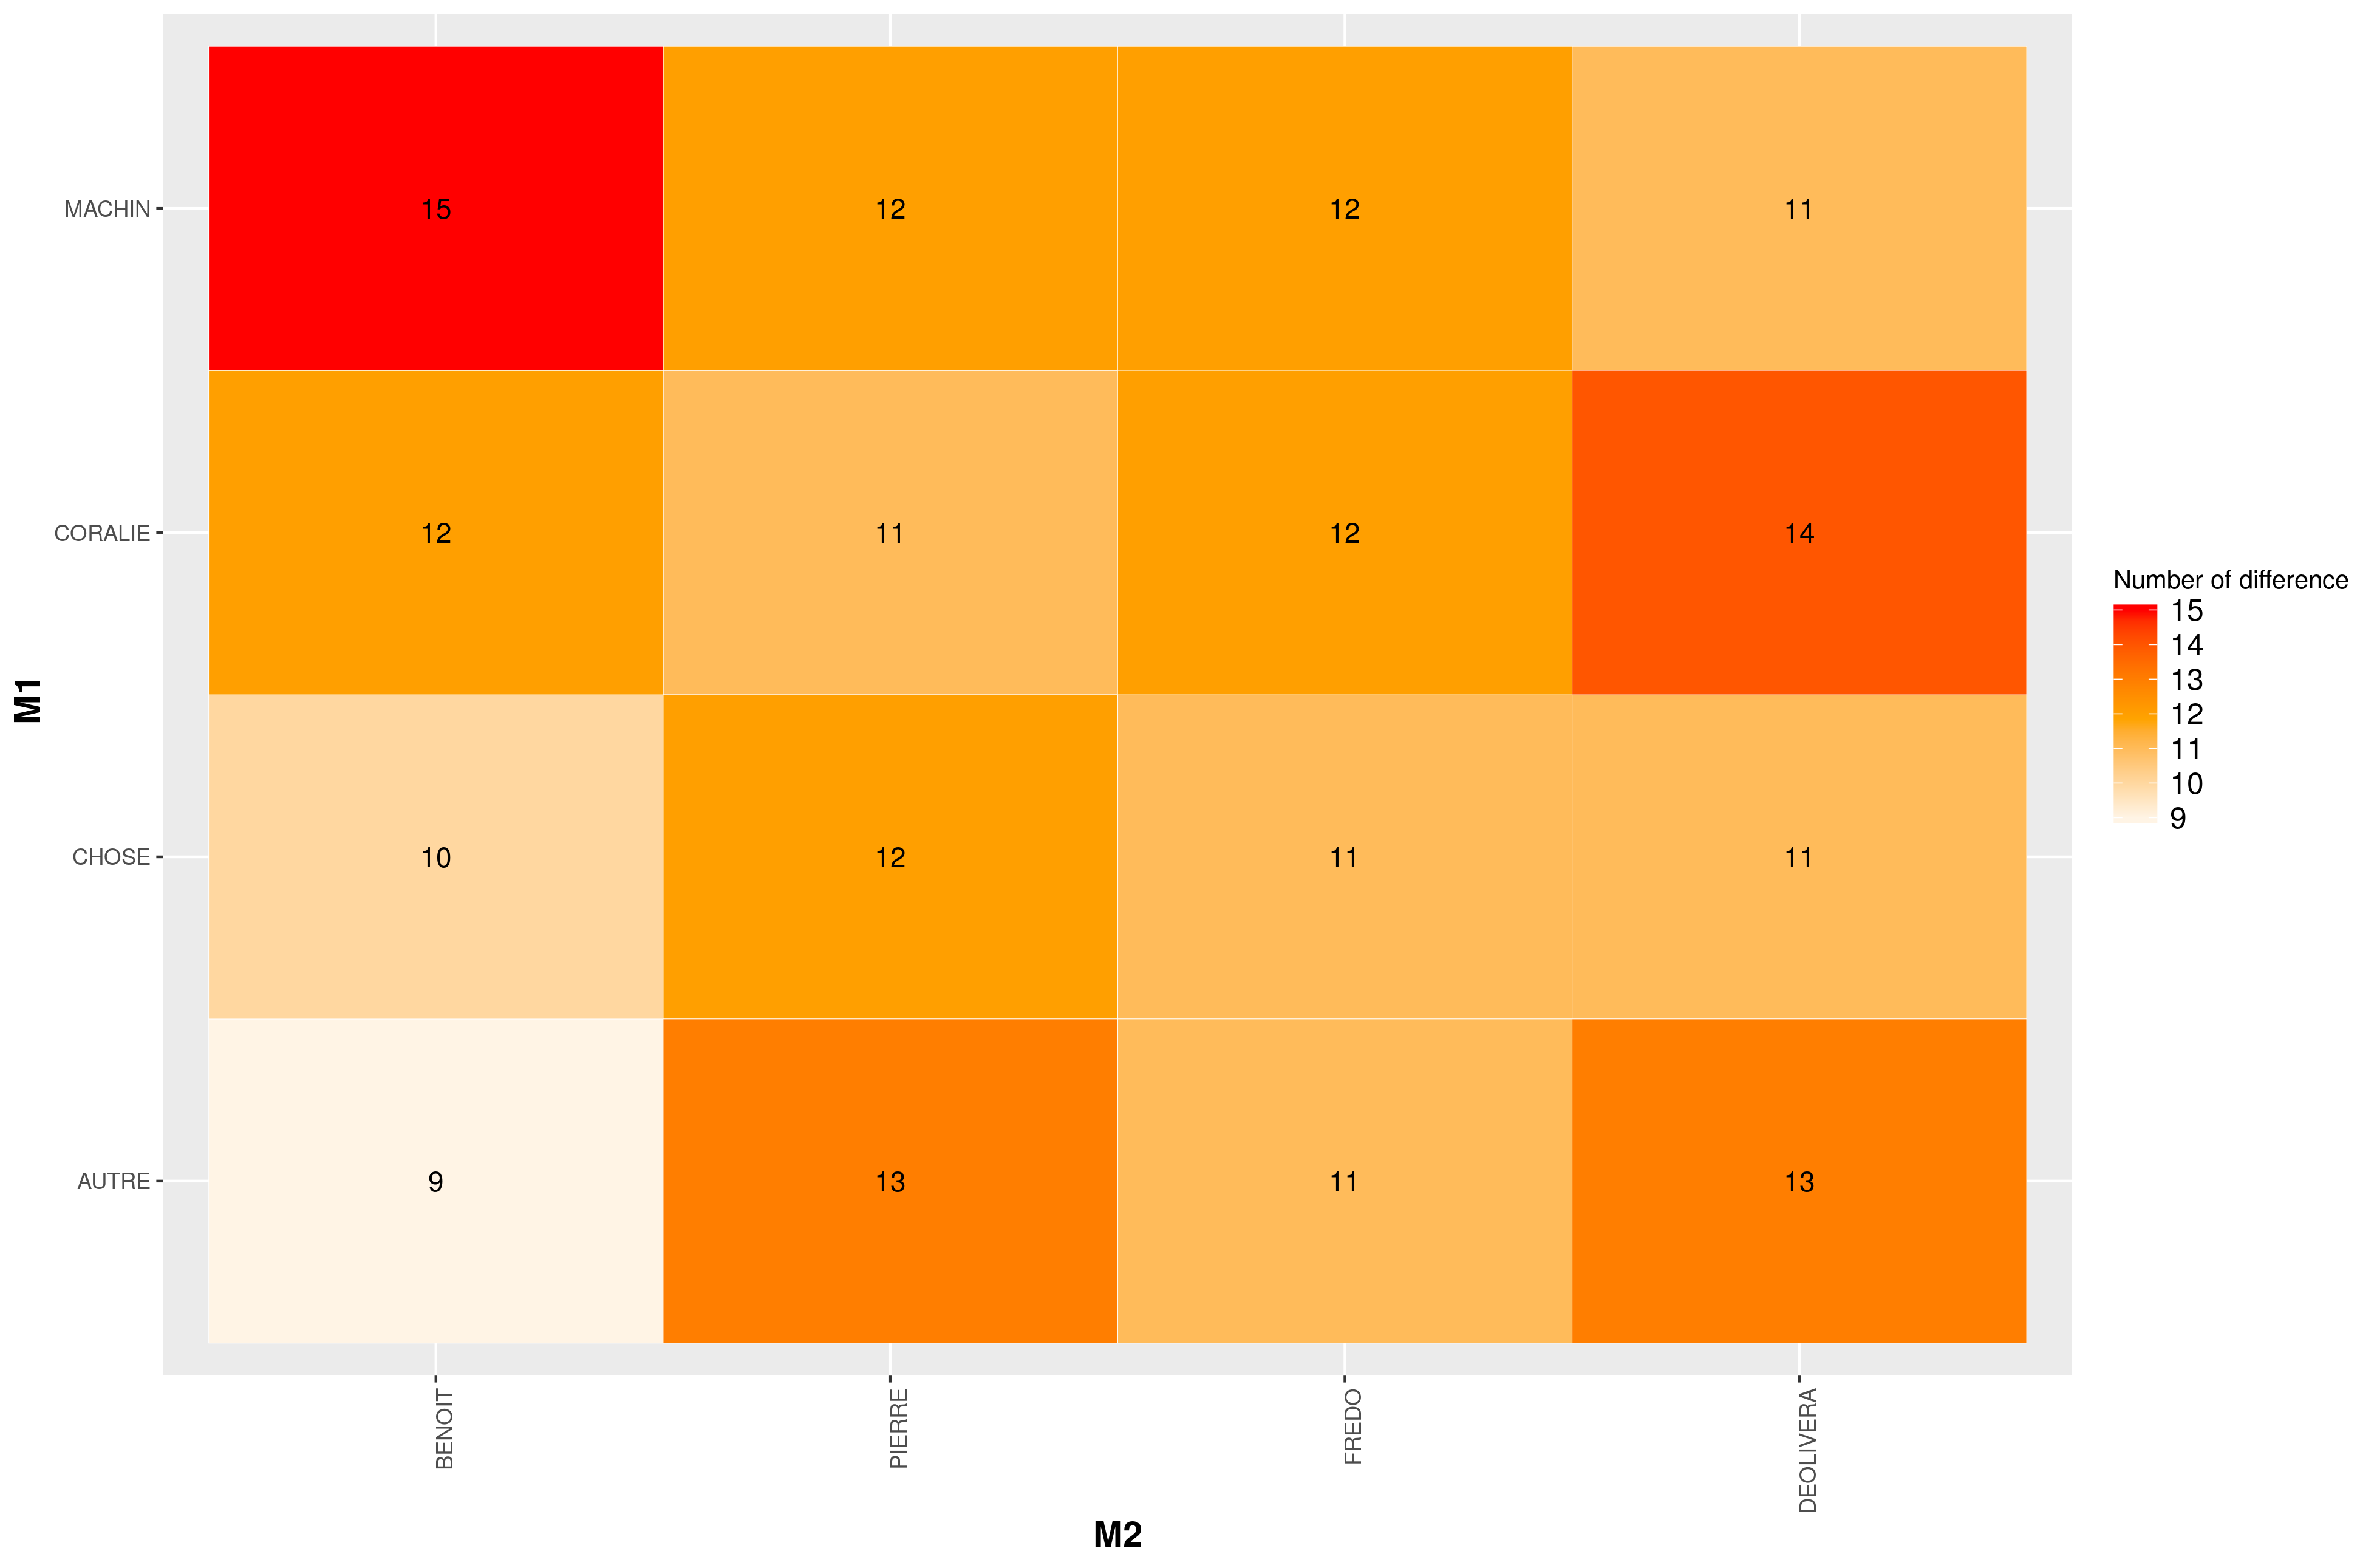 M1
MACHIN
15 12 12 11
CORALIE
12 11 12 14
CHOSE
10 12 11 11
AUTRE
9 13 11 13
BENOIT
PIERRE
FREDO
DEOLIVERA
M2
Number of difference
15
14
13
12
11
10
9